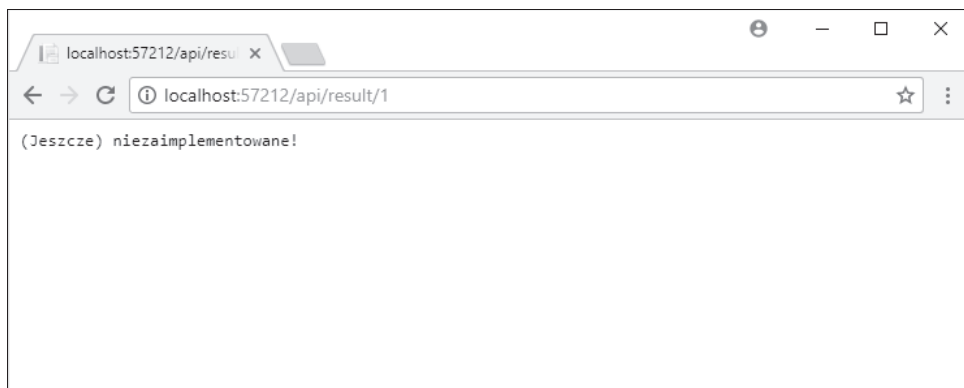 localhost:57212/api/resu
localhost:57212/api/result/1
(Jeszcze) niezaimplementowane!